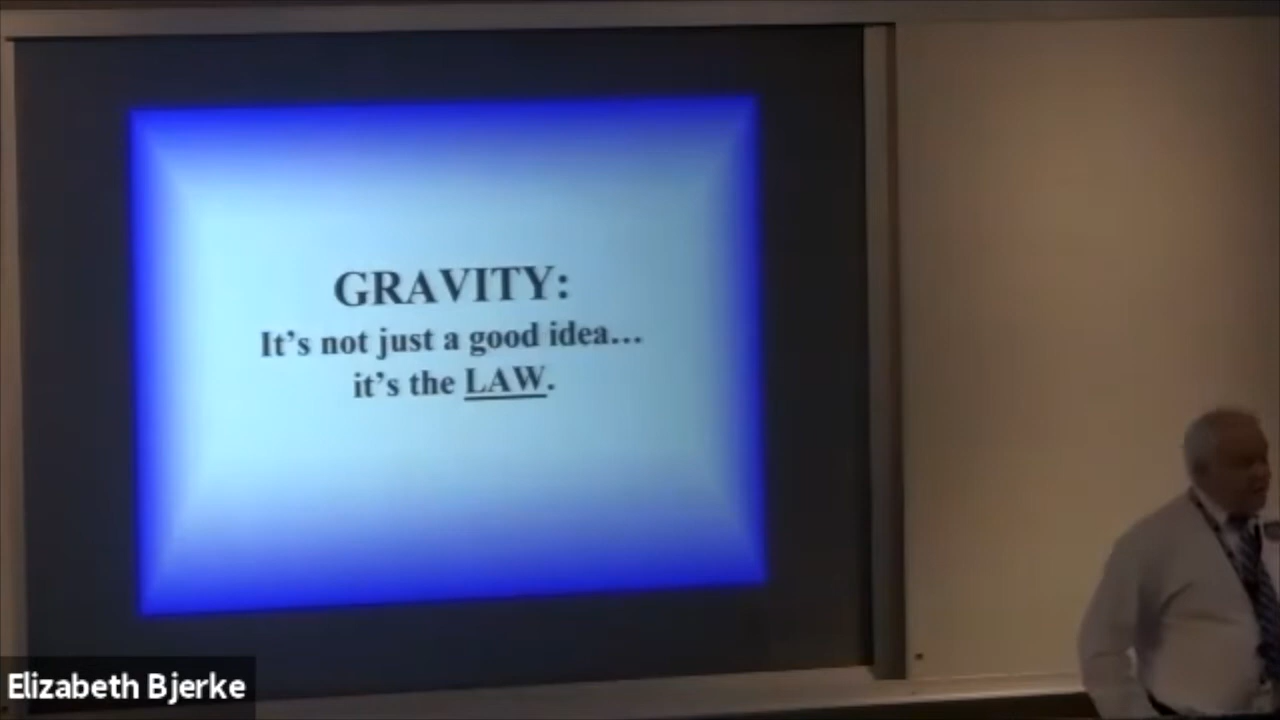 GRAVITY:
It's not just a good idea...
it's the LAW.
Elizabeth Bjerke